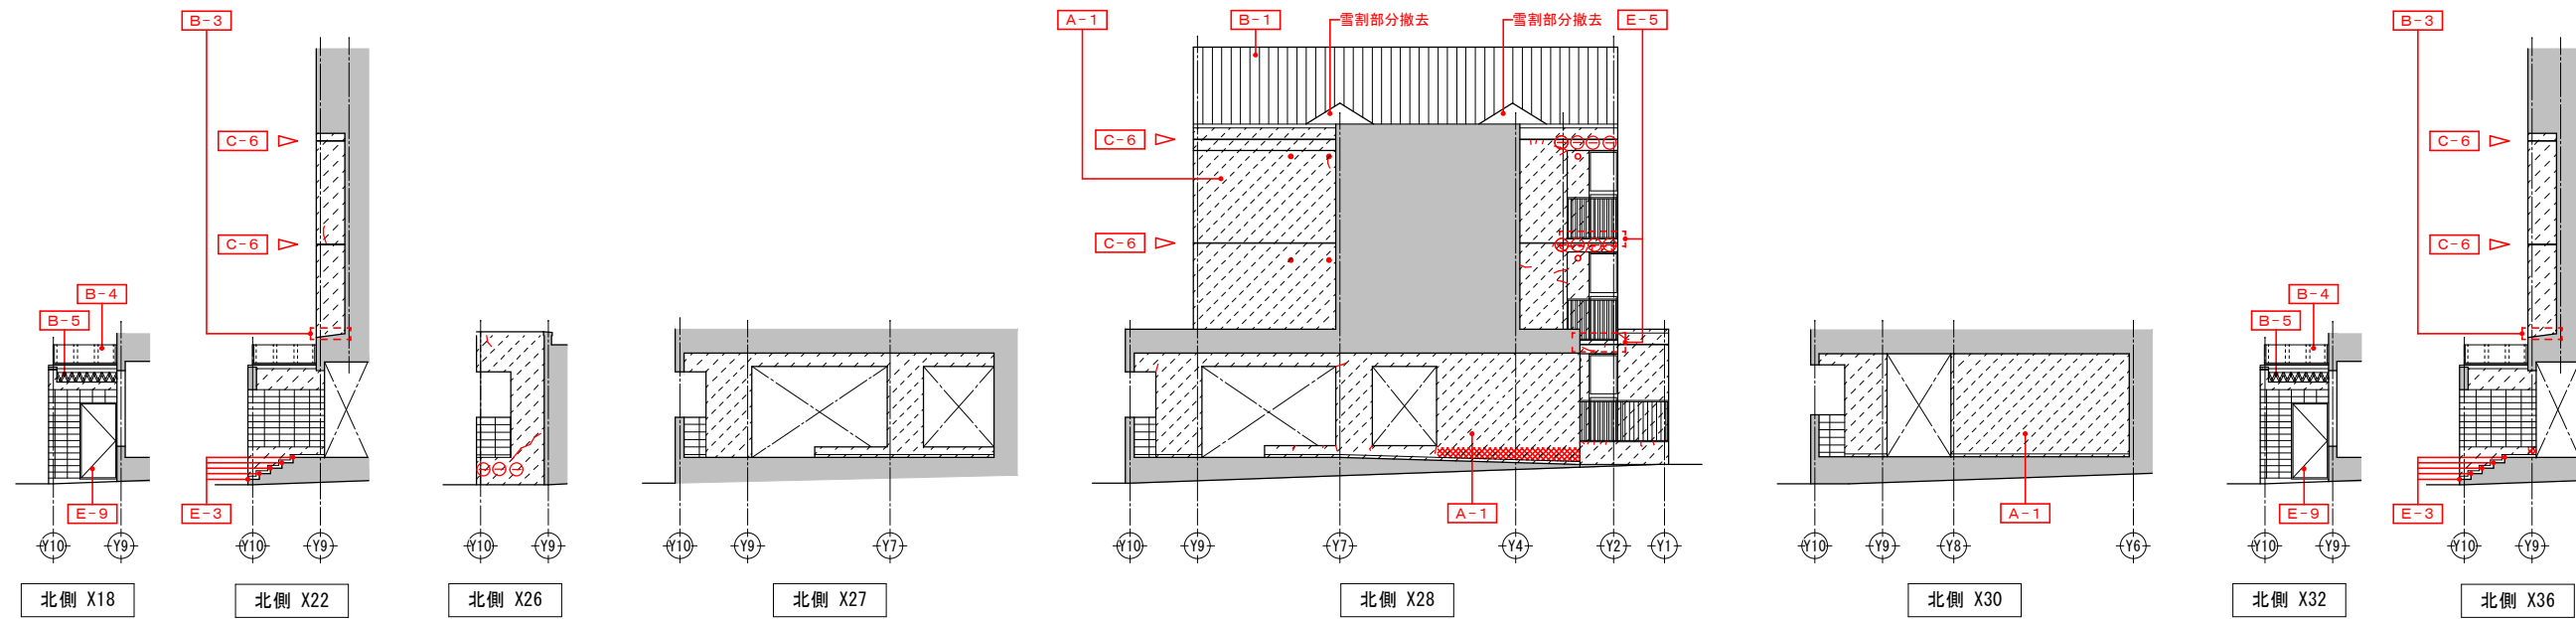 B-3
A-1
B-1
雪割部分撤去
雪割部分撤去
E-5
B-3
C-6
C-6
C-6
C-6
C-6
C-6
B-4
B-5
B-4
B-5
E-9
E-3
A-1
A-1
E-9
E-3
Y10
Y9
Y10
Y9
Y10
Y9
Y10
Y9
Y7
Y10
Y9
Y7
Y4
Y2
Y1
Y10
Y9
Y8
Y6
Y10
Y9
Y10
Y9
北側 X18
北側 X22
北側 X26
北側 X27
北側 X28
北側 X30
北側 X32
北側 X36